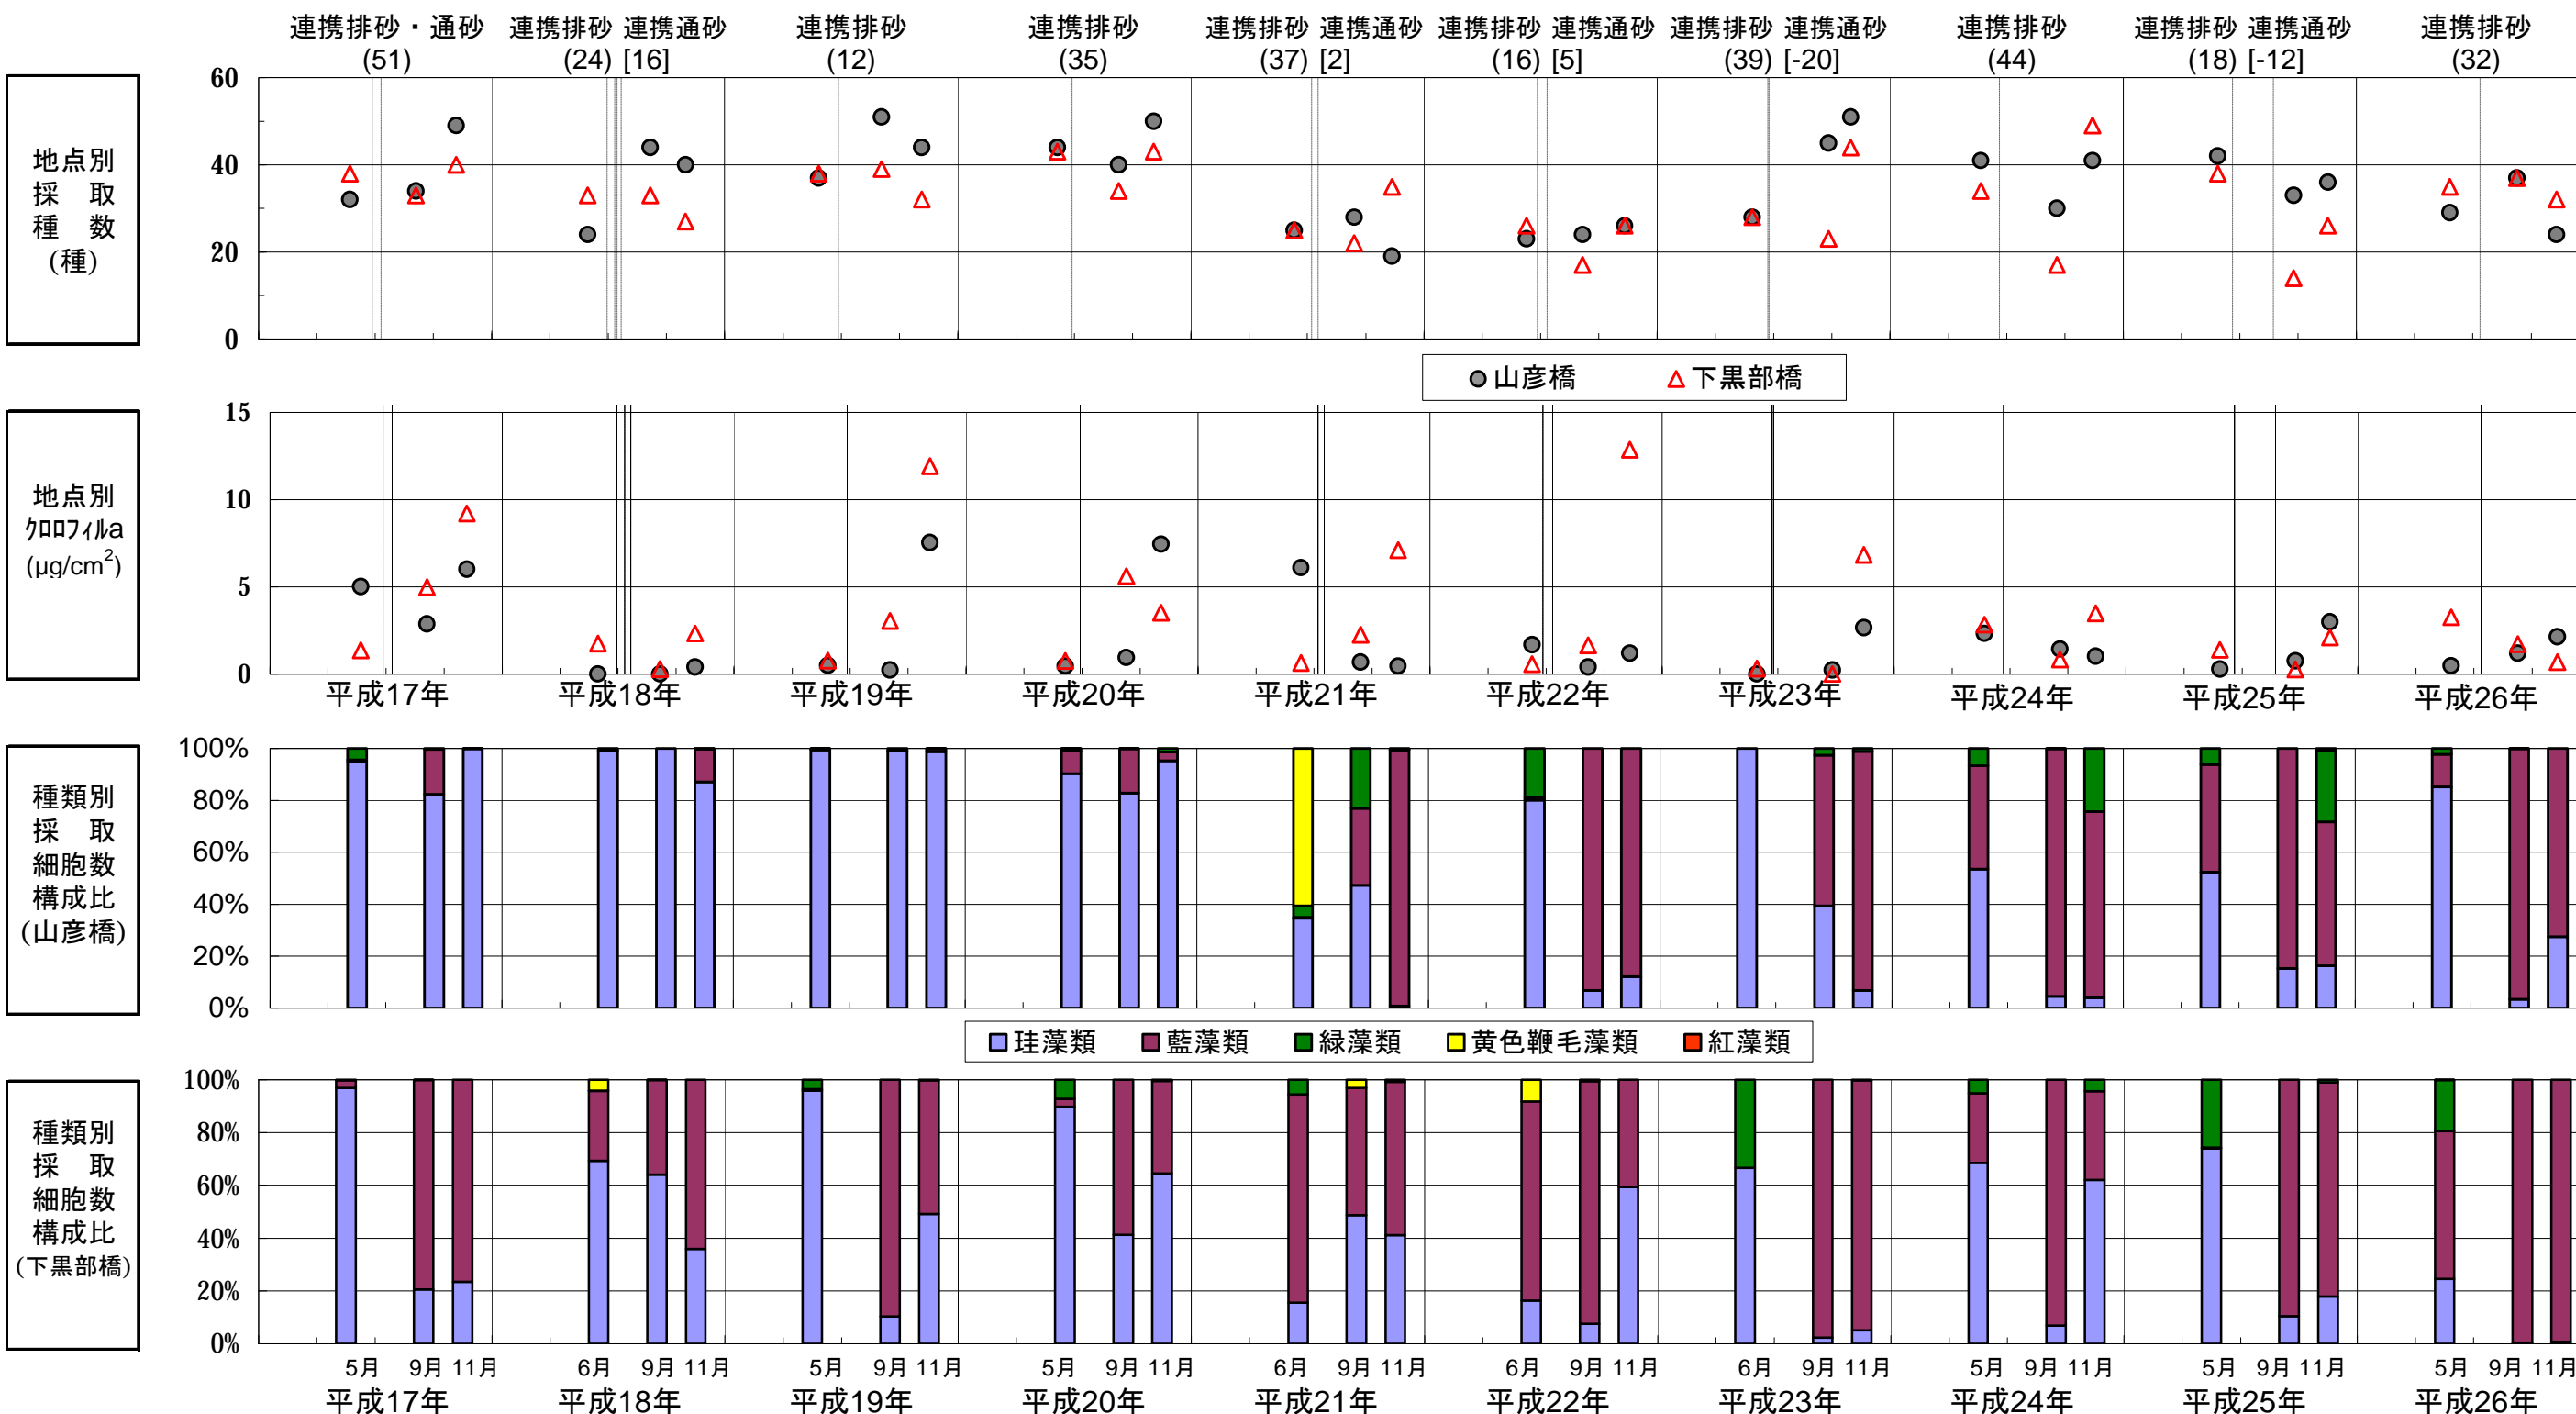 連携排砂・通砂 連携排砂 連携通砂 連携排砂 連携排砂 連携排砂 連携通砂 連携排砂 連携通砂 連携排砂 連携通砂 連携排砂 連携排砂 連携通砂 連携排砂
(51) (24) [16] (12) (35) (37) [2] (16) [5] (39) [-20] (44) (18) [-12] (32)
地点別
採 取
種 数
(種)
60
40
20
0
山彦橋 下黒部橋
地点別
ｸﾛﾛﾌｨﾙa
(μg/cm2)
15
10
5
0
平成17年 平成18年 平成19年 平成20年 平成21年 平成22年 平成23年 平成24年 平成25年 平成26年
種類別
採 取
細胞数
構成比
(山彦橋)
100%
80%
60%
40%
20%
0%
珪藻類 藍藻類 緑藻類 黄色鞭毛藻類 紅藻類
種類別
採 取
細胞数
構成比
(下黒部橋)
100%
80%
60%
40%
20%
0%
5月 9月 11月 6月 9月 11月 5月 9月 11月 5月 9月 11月 6月 9月 11月 6月 9月 11月 6月 9月 11月 5月 9月 11月 5月 9月 11月 5月 9月 11月
平成17年 平成18年 平成19年 平成20年 平成21年 平成22年 平成23年 平成24年 平成25年 平成26年